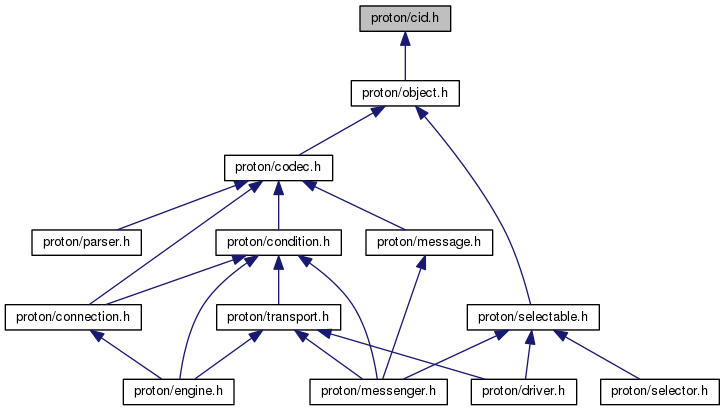 proton/cid.h
proton/object.h
proton/codec.h
proton/parser.h
proton/condition.h
proton/message.h
proton/connection.h
proton/transport.h
proton/selectable.h
proton/engine.h
proton/messenger.h
proton/driver.h
proton/selector.h